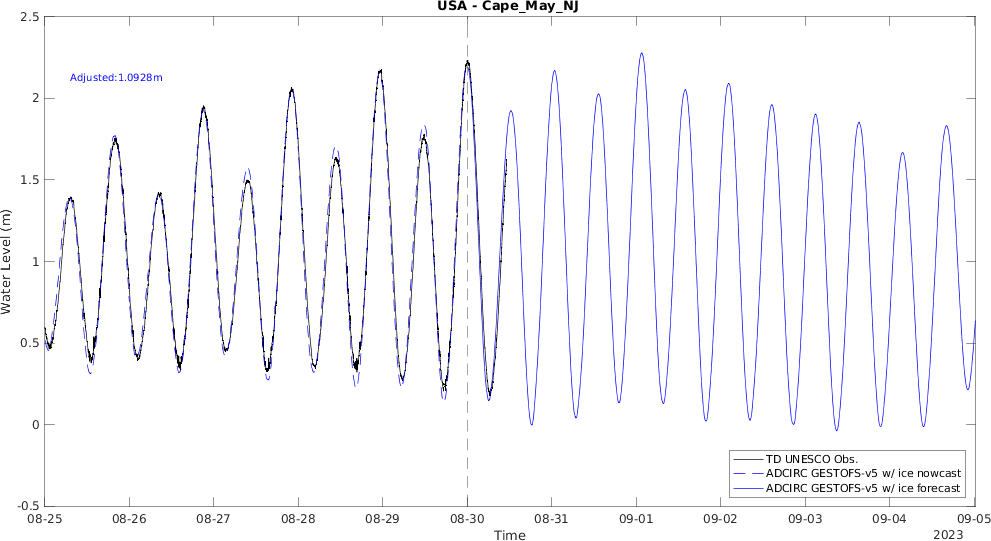 USA - Cape_May_NJ
Adjusted:1.0928m
Water Level (m)
2.5
2
1.5
1
0.5
0
-0.5
TD UNESCO Obs.
ADCIRC GESTOFS-v5 w/ ice nowcast
ADCIRC GESTOFS-v5 w/ ice forecast
08-25 08-26 08-27 08-28 08-29 08-30 08-31 09-01 09-02 09-03 09-04 09-05
Time
2023